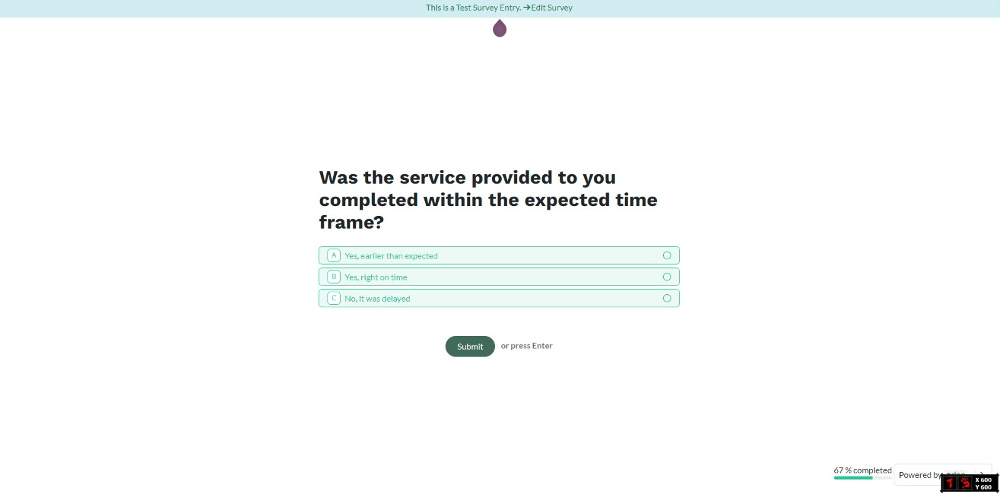 This is a Test Survey Entry. →Edit Survey
Was the service provided to you
completed within the expected time
frame?
A Yes, earlier than expected
B Yes, right on time
C No, it was delayed
Submit or press Enter
67 % completed
Powered by
X 600
Y 600